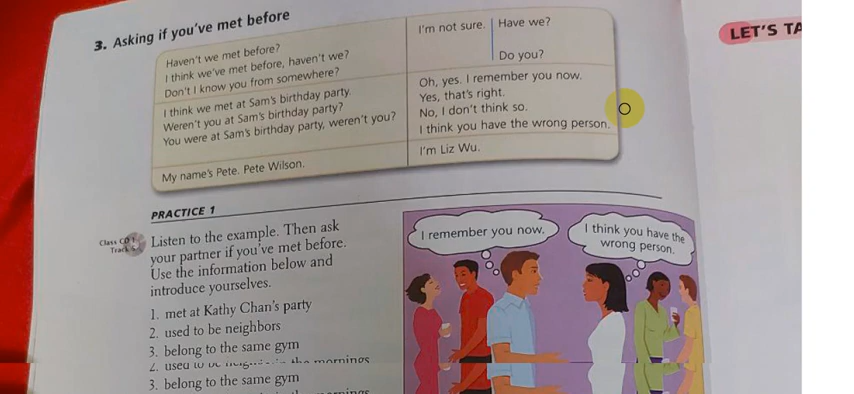 3. Asking if you've met before
Haven't we met before?
I think we've met before, haven't we?
Don't I know you from somewhere?
I'm not sure.
Have we?
Do you?
I think we met at Sam's birthday party.
Weren't you at Sam's birthday party?
You were at Sam's birthday party, weren't you?
Oh, yes. I remember you now.
Yes, that's right.
No, I don't think so.
I think you have the wrong person.
My name's Pete. Pete Wilson.
I'm Liz Wu.
PRACTICE 1
Class CD 1
Track
Listen to the example. Then ask
your partner if you've met before.
Use the information below and
introduce yourselves.
1. met at Kathy Chan's party
2. used to be neighbors
3. belong to the same gym
mornings
3. belong to the same gym
I remember you now.
I think you have the
wrong person.
LET'S TA